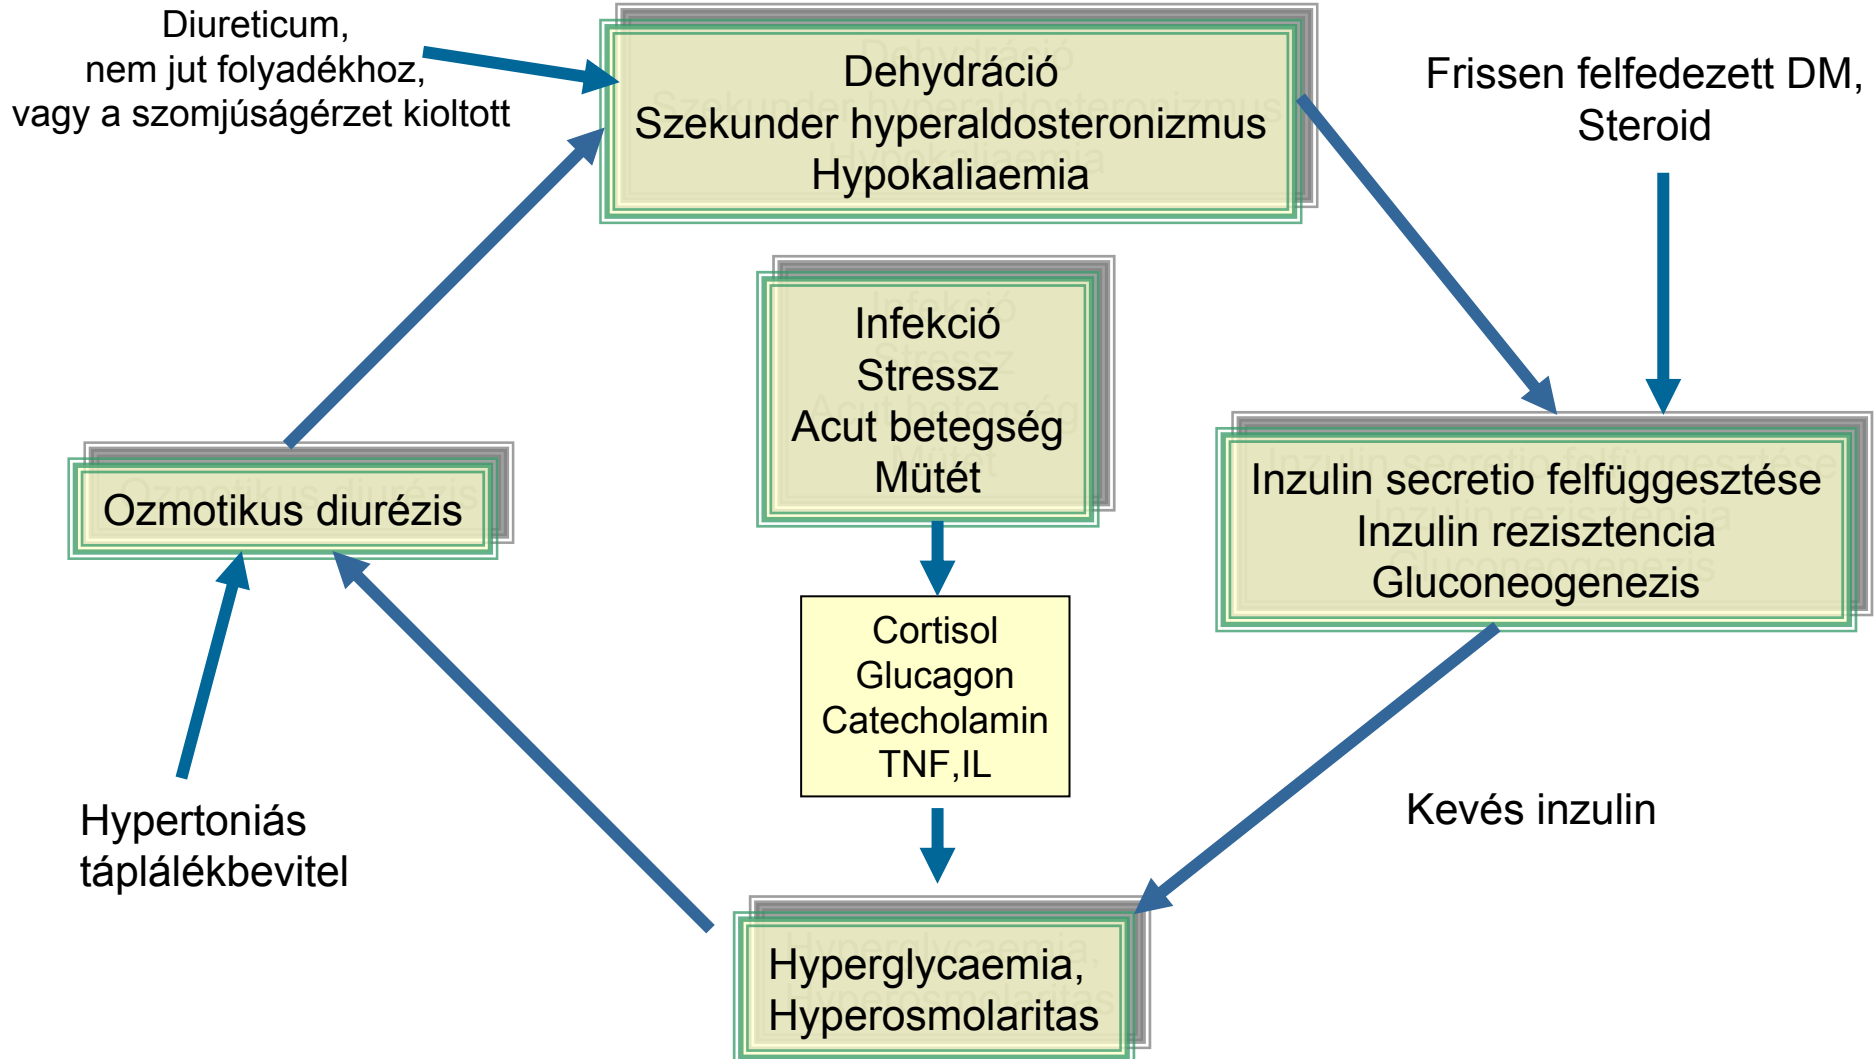 Diureticum,
nem jut folyadékhoz,
vagy a szomjúságérzet kioltott
Dehydráció
Szekunder hyperaldosteronizmus
Hypokaliaemia
Frissen felfedezett DM,
Steroid
Infekció
Stressz
Acut betegség
Mütét
Ozmotikus diurézis
Inzulin secretio felfüggesztése
Inzulin rezisztencia
Gluconeogenezis
Cortisol
Glucagon
Catecholamin
TNF,IL
Hypertoniás
táplálékbevitel
Kevés inzulin
Hyperglycaemia,
Hyperosmolaritas